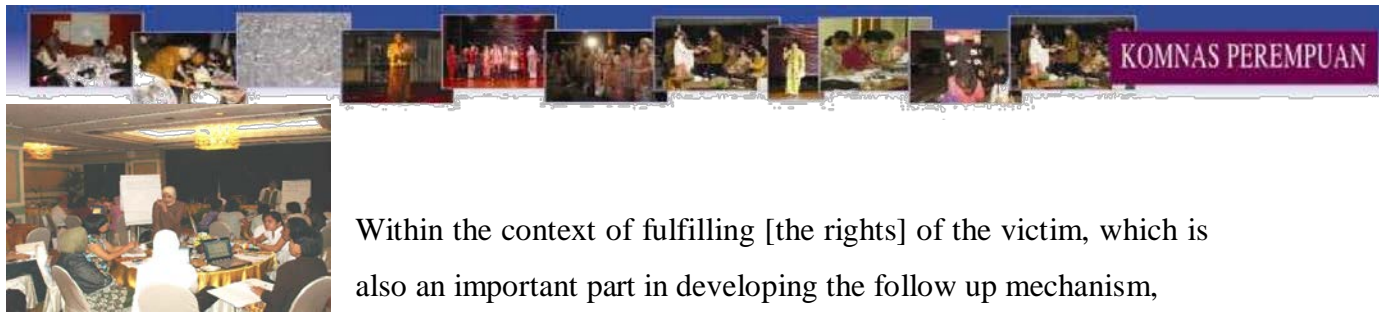 KOMNAS PEREMPUAN
Within the context of fulfilling [the rights] of the victim, which is
also an important part in developing the follow up mechanism,